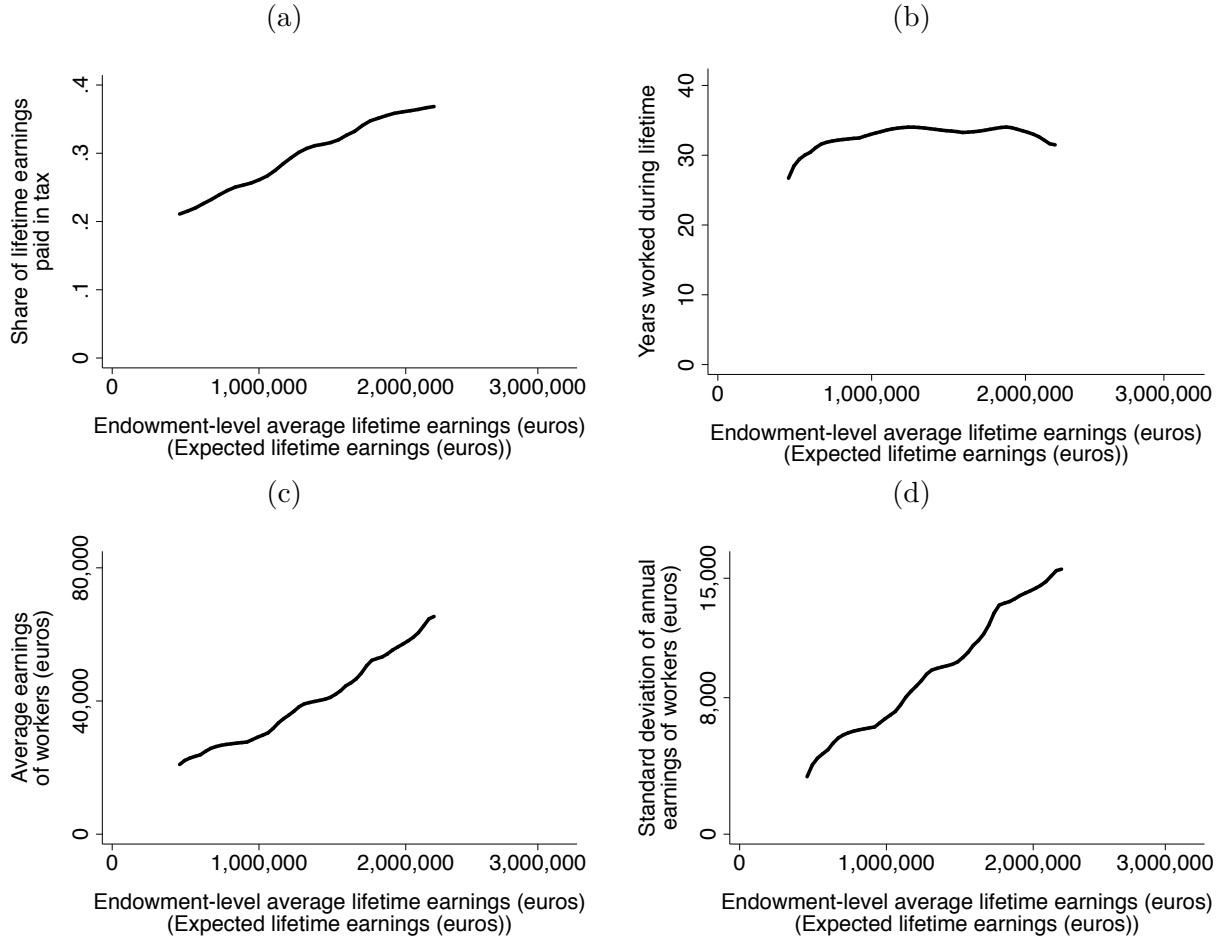 (a)
Share of lifetime earnings
paid in tax
.4
.3
.2
.1
0
0 1,000,000 2,000,000 3,000,000
Endowment-level average lifetime earnings (euros)
(Expected lifetime earnings (euros))
(b)
Years worked during lifetime
40
30
20
10
0
0 1,000,000 2,000,000 3,000,000
Endowment-level average lifetime earnings (euros)
(Expected lifetime earnings (euros))
(c)
Average earnings
of workers (euros)
80,000
40,000
0
0 1,000,000 2,000,000 3,000,000
Endowment-level average lifetime earnings (euros)
(Expected lifetime earnings (euros))
(d)
Standard deviation of annual
earnings of workers (euros)
15,000
8,000
0
0 1,000,000 2,000,000 3,000,000
Endowment-level average lifetime earnings (euros)
(Expected lifetime earnings (euros))